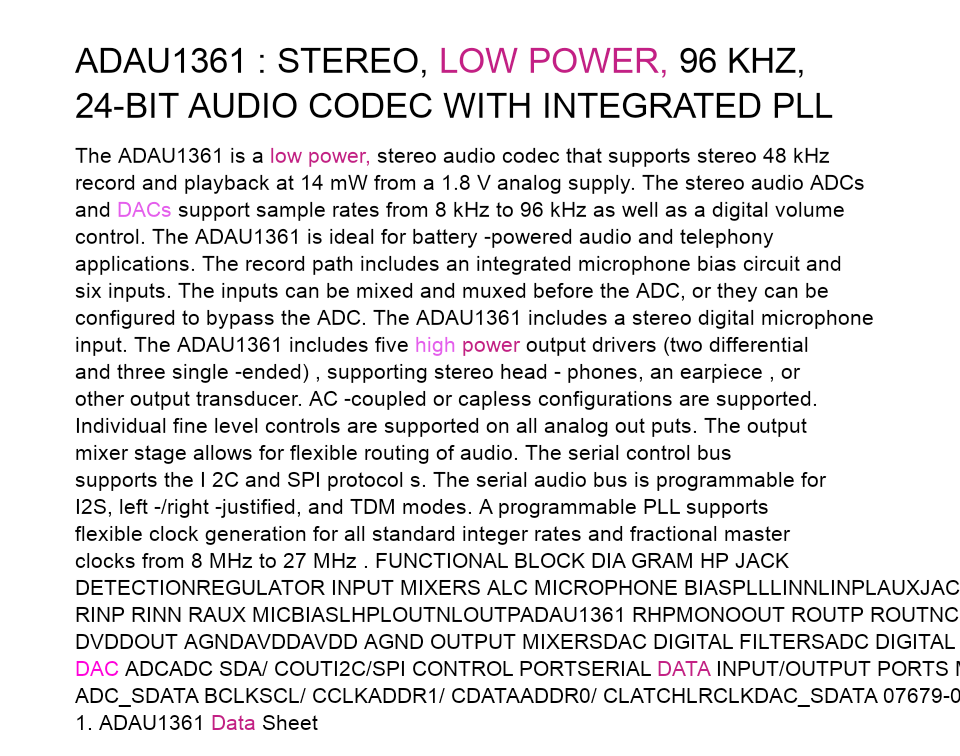 ADAU1361 : STEREO, LOW POWER, 96 KHZ,
24-BIT AUDIO CODEC WITH INTEGRATED PLL
The ADAU1361 is a low power, stereo audio codec that supports stereo 48 kHz
record and playback at 14 mW from a 1.8 V analog supply. The stereo audio ADCs
and DACs support sample rates from 8 kHz to 96 kHz as well as a digital volume
control. The ADAU1361 is ideal for battery -powered audio and telephony
applications. The record path includes an integrated microphone bias circuit and
six inputs. The inputs can be mixed and muxed before the ADC, or they can be
configured to bypass the ADC. The ADAU1361 includes a stereo digital microphone
input. The ADAU1361 includes five high power output drivers (two differential
and three single -ended) , supporting stereo head - phones, an earpiece , or
other output transducer. AC -coupled or capless configurations are supported.
Individual fine level controls are supported on all analog out puts. The output
mixer stage allows for flexible routing of audio. The serial control bus
supports the I 2C and SPI protocol s. The serial audio bus is programmable for
I2S, left -/right -justified, and TDM modes. A programmable PLL supports
flexible clock generation for all standard integer rates and fractional master
clocks from 8 MHz to 27 MHz . FUNCTIONAL BLOCK DIA GRAM HP JACK
DETECTIONREGULATOR INPUT MIXERS ALC MICROPHONE BIASPLLLINNLINPLAUXJAC
RINP RINN RAUX MICBIASLHPLOUTNLOUTPADAU1361 RHPMONOOUT ROUTP ROUTNC
DVDDOUT AGNDAVDDAVDD AGND OUTPUT MIXERSDAC DIGITAL FILTERSADC DIGITAL
DAC ADCADC SDA/ COUTI2C/SPI CONTROL PORTSERIAL DATA INPUT/OUTPUT PORTS
ADC_SDATA BCLKSCL/ CCLKADDR1/ CDATAADDR0/ CLATCHLRCLKDAC_SDATA 07679-0
1. ADAU1361 Data Sheet